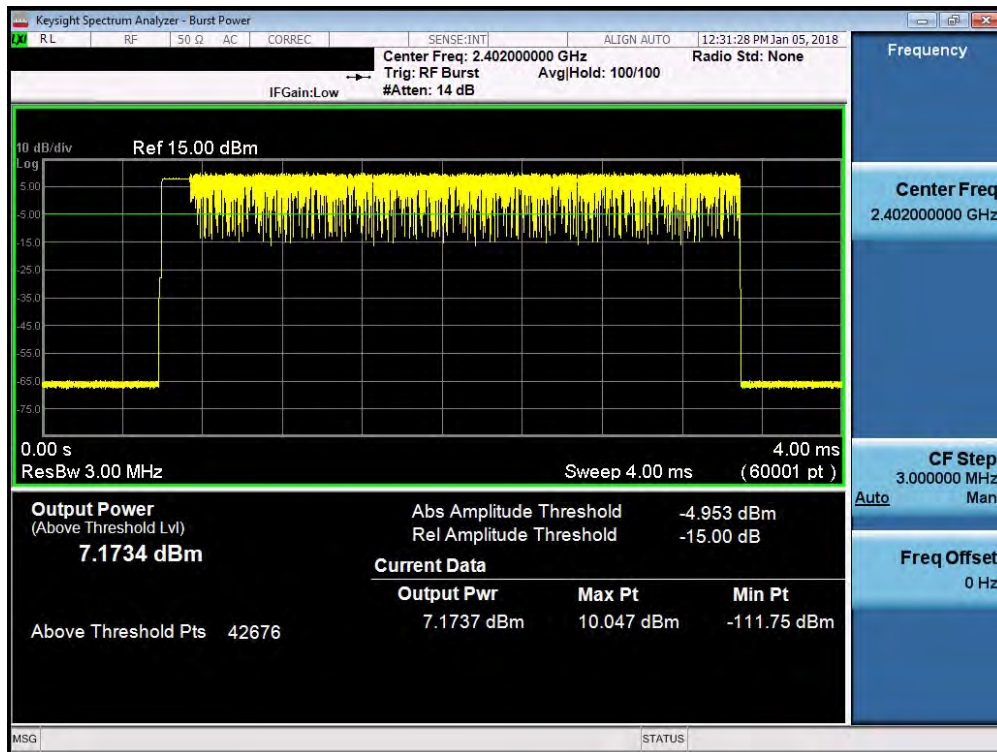 Keysight Spectrum Analyzer - Burst Power
LXI RL RF 50 Ω AC CORREC SENSE:INT ALIGN AUTO 12:31:28 PM Jan 05, 2018
Center Freq: 2.402000000 GHz Radio Std: None
Trig: RF Burst Avg|Hold: 100/100
IFGain:Low #Atten: 14 dB
10 dB/div Ref 15.00 dBm
Log
5.00
-5.00
-15.0
-25.0
-35.0
-45.0
-55.0
-65.0
-75.0
0.00 s 4.00 ms
ResBw 3.00 MHz Sweep 4.00 ms (60001 pt )
Output Power
(Above Threshold Lvl)
7.1734 dBm
Above Threshold Pts 42676
Abs Amplitude Threshold -4.953 dBm
Rel Amplitude Threshold -15.00 dB
Current Data
Output Pwr Max Pt Min Pt
7.1737 dBm 10.047 dBm -111.75 dBm
MSG STATUS
Frequency
Center Freq
2.402000000 GHz
CF Step
3.000000 MHz
Auto Man
Freq Offset
0 Hz